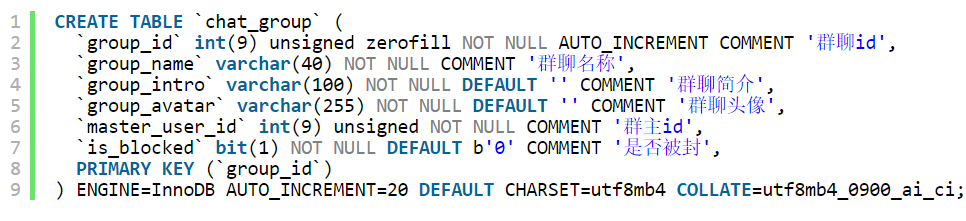 1 CREATE TABLE `chat_group` (
2 `group_id` int(9) unsigned zerofill NOT NULL AUTO_INCREMENT COMMENT '群聊id',
3 `group_name` varchar(40) NOT NULL COMMENT '群聊名称',
4 `group_intro` varchar(100) NOT NULL DEFAULT '' COMMENT '群聊简介',
5 `group_avatar` varchar(255) NOT NULL DEFAULT '' COMMENT '群聊头像',
6 `master_user_id` int(9) unsigned NOT NULL COMMENT '群主id',
7 `is_blocked` bit(1) NOT NULL DEFAULT b'0' COMMENT '是否被封',
8 PRIMARY KEY (`group_id`)
9 ) ENGINE=InnoDB AUTO_INCREMENT=20 DEFAULT CHARSET=utf8mb4 COLLATE=utf8mb4_0900_ai_ci;